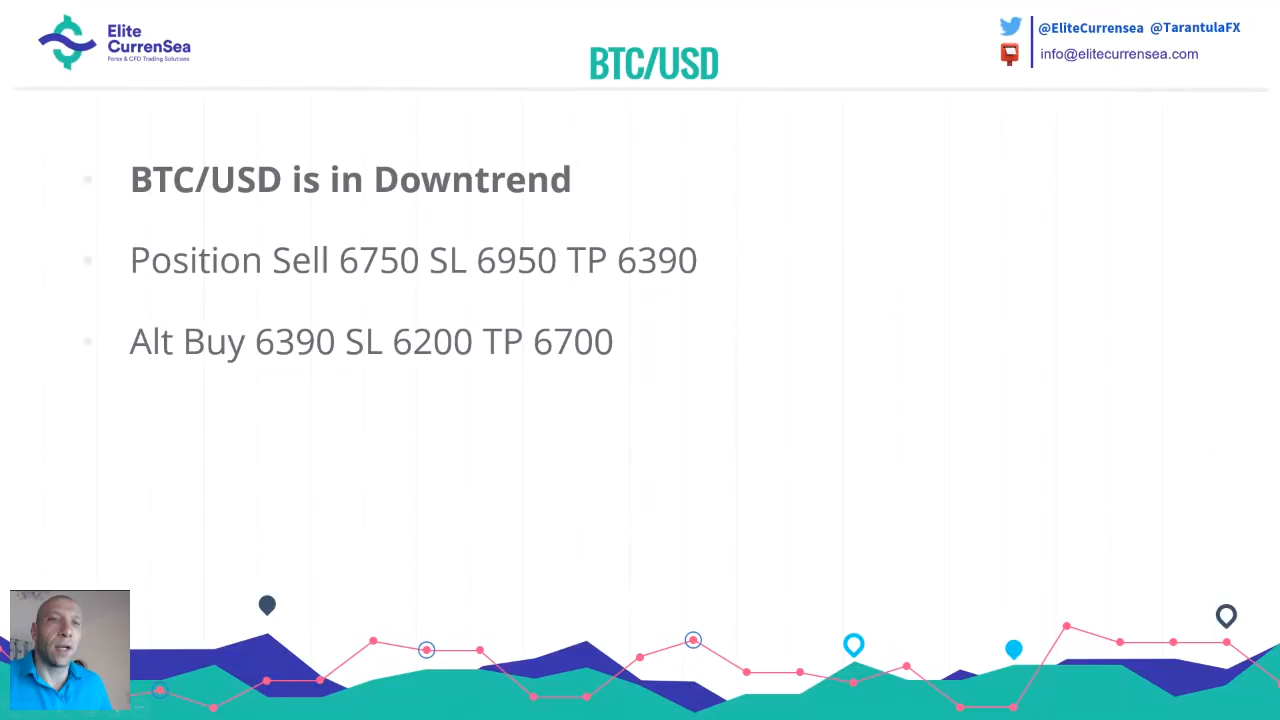 Elite
CurrenSea
Forex & CFD Trading Solutions
BTC/USD
@EliteCurrensea @TarantulaFX
info@elitecurrensea.com
BTC/USD is in Downtrend
Position Sell 6750 SL 6950 TP 6390
Alt Buy 6390 SL 6200 TP 6700